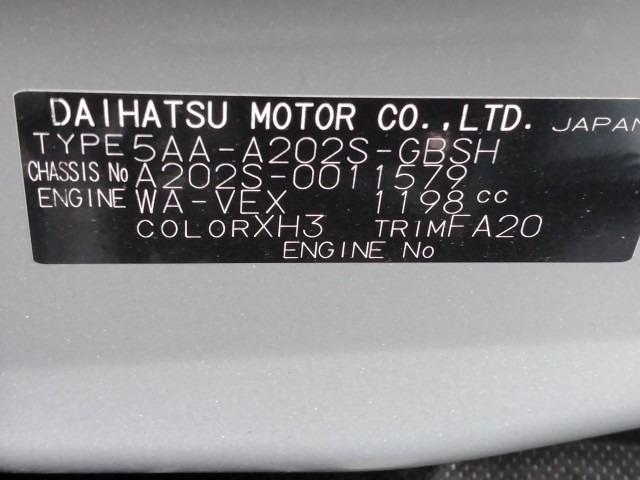 DAIHATSU MOTOR CO.,LTD. JAPAN
TYPE 5AA-A202S-GBSH
CHASSIS No A202S-0011579
ENGINE WA-VEX 1198 cc
COLOR XH3 TRIM FA20
ENGINE No